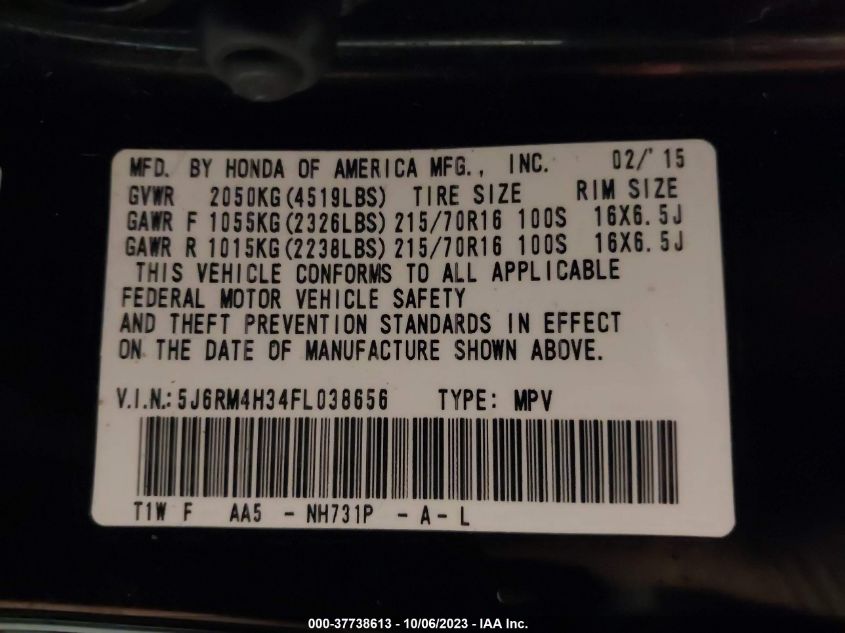 MFD. BY HONDA OF AMERICA MFG., INC. 02/'15
GVWR 2050KG(4519LBS) TIRE SIZE RIM SIZE
GAWR F 1055KG(2326LBS) 215/70R16 100S 16X6.5J
GAWR R 1015KG(2238LBS) 215/70R16 100S 16X6.5J
THIS VEHICLE CONFORMS TO ALL APPLICABLE
FEDERAL MOTOR VEHICLE SAFETY
AND THEFT PREVENTION STANDARDS IN EFFECT
ON THE DATE OF MANUFACTURE SHOWN ABOVE.
V.I.N.: 5J6RM4H34FL038656 TYPE: MPV
T1W F AA5 - NH731P - A - L
000-37738613 - 10/06/2023 - IAA Inc.